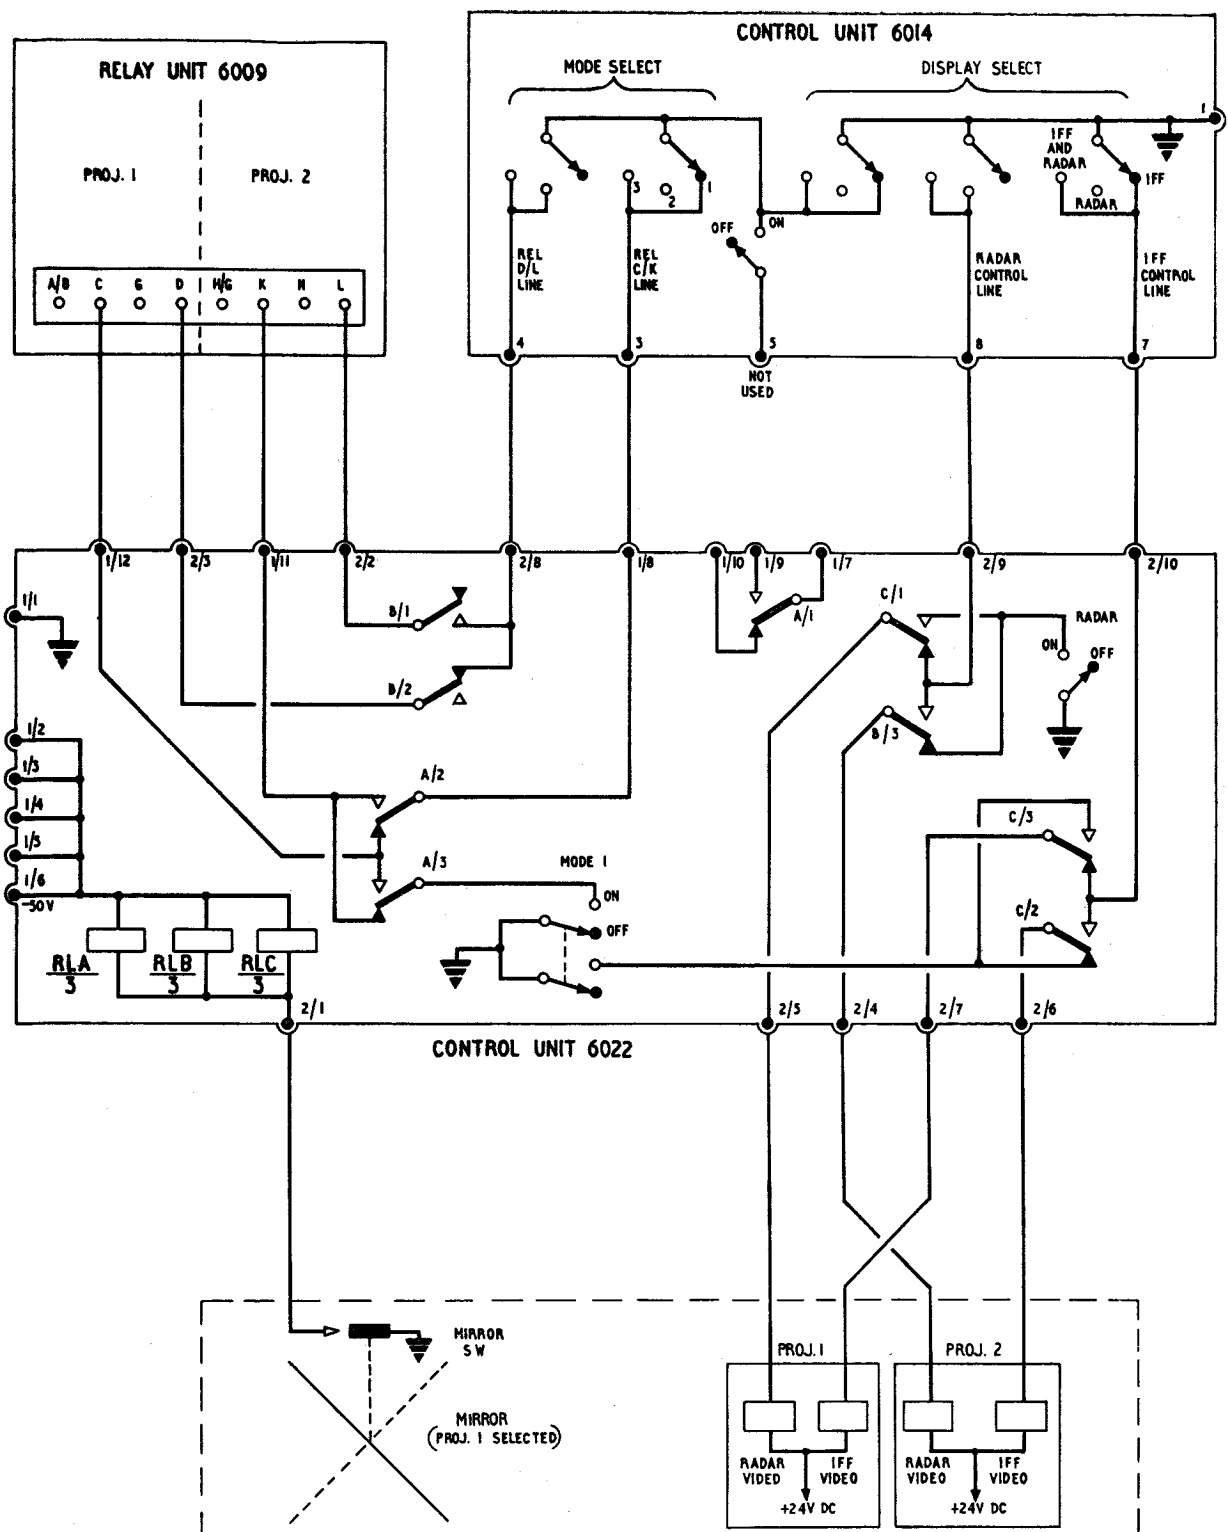 CONTROL UNIT 6014
RELAY UNIT 6009
MODE SELECT
DISPLAY SELECT
1
IFF
AND
RADAR
PROJ. 1
PROJ. 2
3
2
1
IFF
RADAR
OFF
ON
REL
D/L
LINE
REL
C/K
LINE
RADAR
CONTROL
LINE
IFF
CONTROL
LINE
A/B
C
G
D
H/G
K
N
L
4
3
5
8
7
NOT
USED
1/12
2/3
1/11
2/2
2/8
1/8
1/10
1/9
1/7
2/9
2/10
1/1
B/1
A/1
C/1
RADAR
ON
OFF
B/2
B/3
1/2
1/3
1/4
1/5
1/6
-50V
A/2
A/3
MODE 1
ON
OFF
C/3
C/2
RLA
3
RLB
3
RLC
3
2/1
2/5
2/4
2/7
2/6
CONTROL UNIT 6022
MIRROR
SW
PROJ. 1
PROJ. 2
MIRROR
(PROJ. 1 SELECTED)
RADAR
VIDEO
IFF
VIDEO
RADAR
VIDEO
IFF
VIDEO
+24V DC
+24V DC